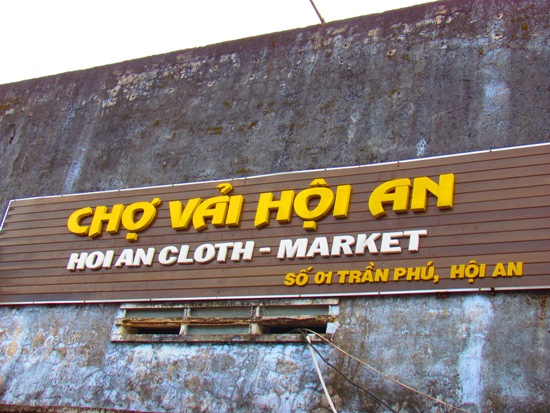 CHỢ VẢI HỘI AN
HOI AN CLOTH - MARKET
SỐ 01 TRẦN PHÚ, HỘI AN